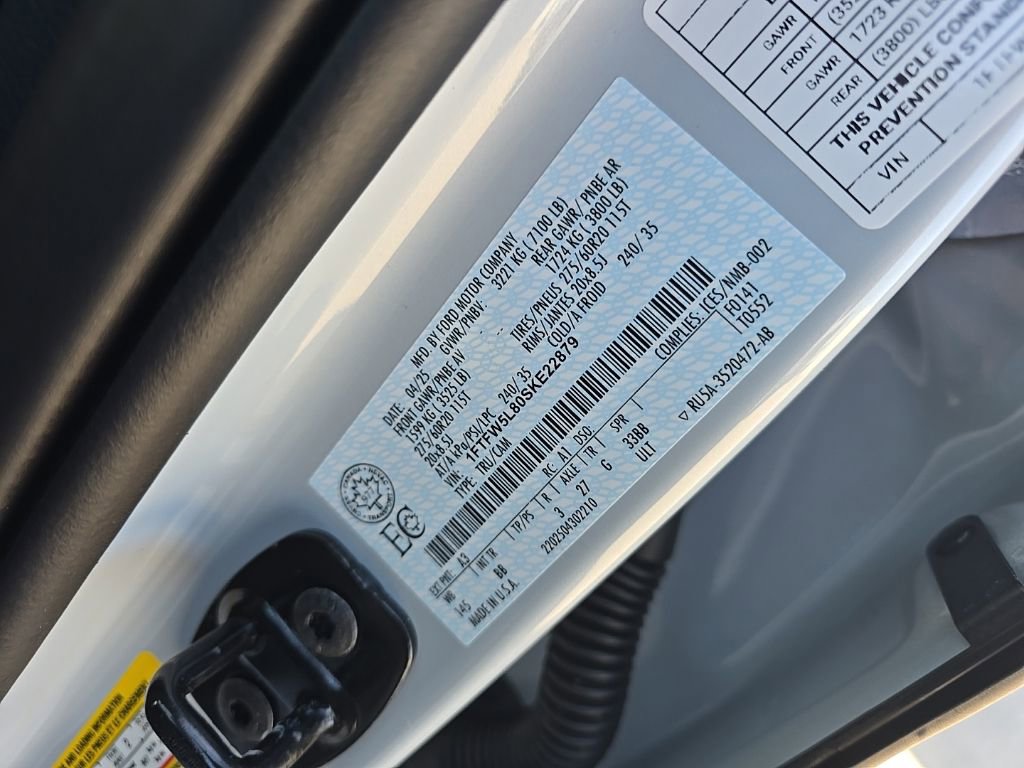 GAWR
FRONT
GAWR 1723
REAR (3800)
THIS VEHICLE
PREVENTION
VIN
MFD. BY FORD MOTOR COMPANY
DATE: 04/25 GVWR/PNBV: 3221 KG ( 7100 LB)
FRONT GAWR/PNBE AV REAR GAWR/ PNBE AR
1599 KG ( 3525 LB) 1724 KG ( 3800 LB)
275/60R20 115T TIRES/PNEUS 275/60R20 115T
20x8.5J RIMS/JANTES 20x8.5J
AT/A kPa/PSI/LPC 240/ 35 COLD/A FROID 240/ 35
VIN: 1FTFW5L80SKE22879
TYPE: TRU/CAM
CANADA
TRANSPORT
EC
COMPLIES: ICES/NMB-002
EXT PNT: A3 RC: A1 DSO: F0141
WB INT TR TP/PS R AXLE TR SPR T0552
145 BB 3 27 G 33BB
MADE IN U.S.A. ULT
2202504302210
▽ RU5A-3520472-AB